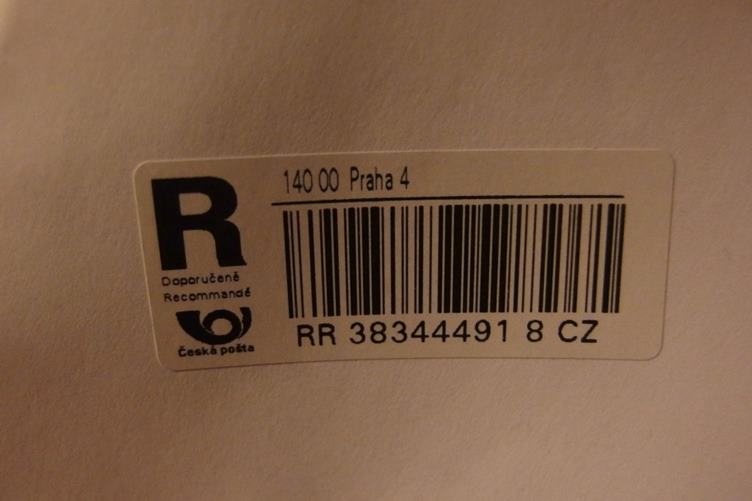 R
140 00 Praha 4
Doporučeně
Recommandé
Česká pošta
RR 38344491 8 CZ